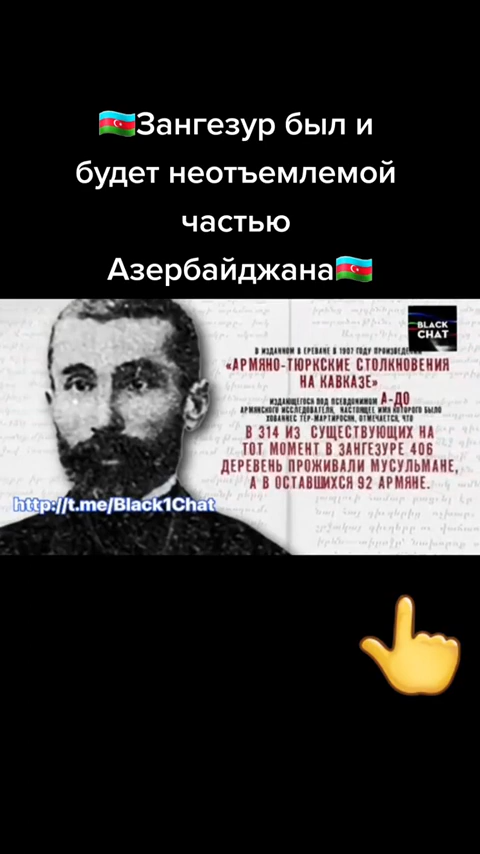 🇦🇿Зангезур был и
будет неотъемлемой
частью
Азербайджана🇦🇿
BLACK
CHAT
В ИЗДАННОМ В ЕРЕВАНЕ В 1907 ГОДУ ПРОИЗВЕДЕНИИ
«АРМЯНО-ТЮРКСКИЕ СТОЛКНОВЕНИЯ
НА КАВКАЗЕ»
ИЗДАЮЩЕГОСЯ ПОД ПСЕВДОНИМОМ А-ДО
АРМЯНСКОГО ИССЛЕДОВАТЕЛЯ, НАСТОЯЩЕЕ ИМЯ КОТОРОГО БЫЛО
ХОВАННЕС ТЕР-МАРТИРОСЯН, ОТМЕЧАЕТСЯ, ЧТО
В 314 ИЗ СУЩЕСТВУЮЩИХ НА
ТОТ МОМЕНТ В ЗАНГЕЗУРЕ 406
ДЕРЕВЕНЬ ПРОЖИВАЛИ МУСУЛЬМАНЕ,
А В ОСТАВШИХСЯ 92 АРМЯНЕ.
http://t.me/Black1Chat